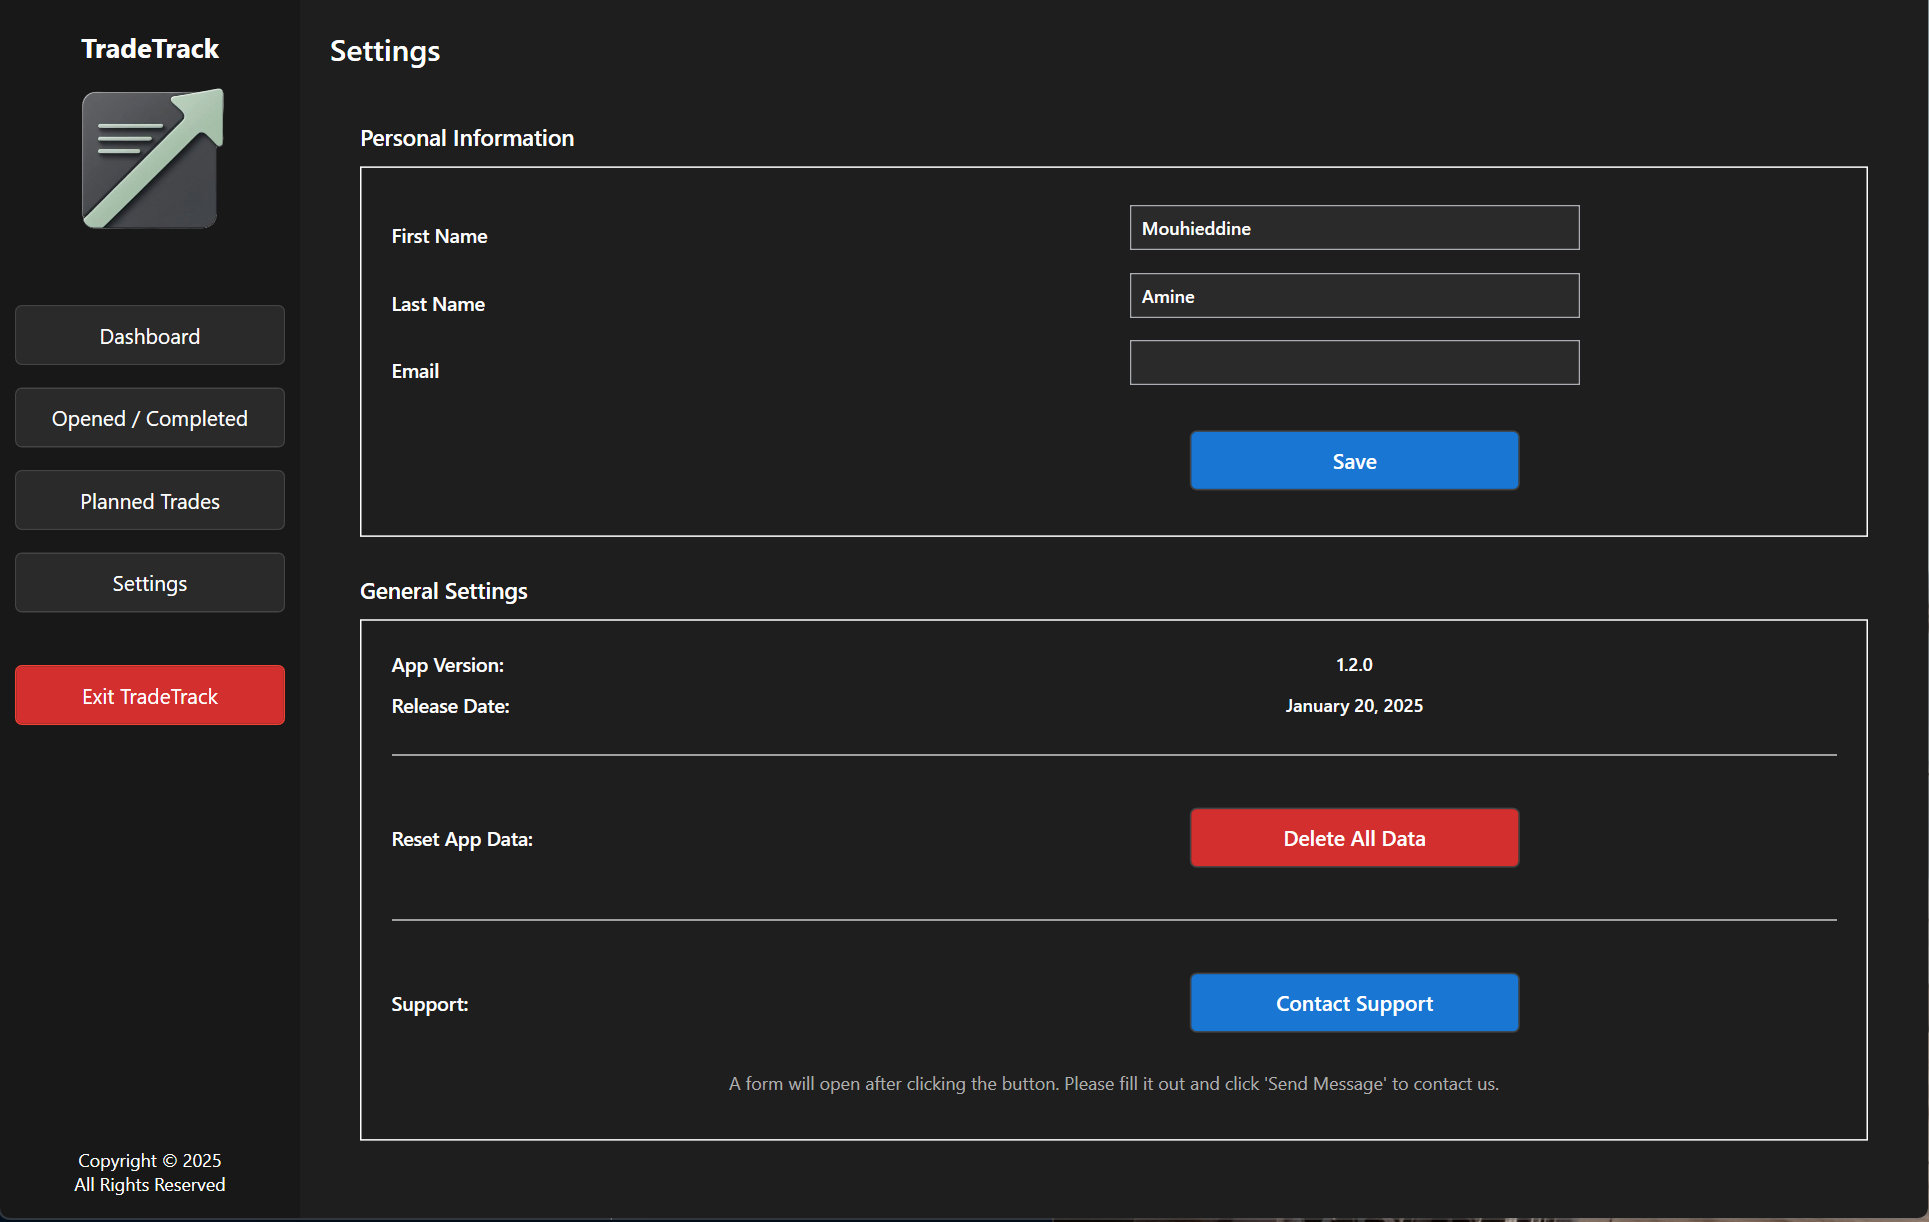 TradeTrack
Dashboard
Opened / Completed
Planned Trades
Settings
Exit TradeTrack
Copyright © 2025
All Rights Reserved
Settings
Personal Information
First Name
Mouhieddine
Last Name
Amine
Email
Save
General Settings
App Version:
1.2.0
Release Date:
January 20, 2025
Reset App Data:
Delete All Data
Support:
Contact Support
A form will open after clicking the button. Please fill it out and click 'Send Message' to contact us.